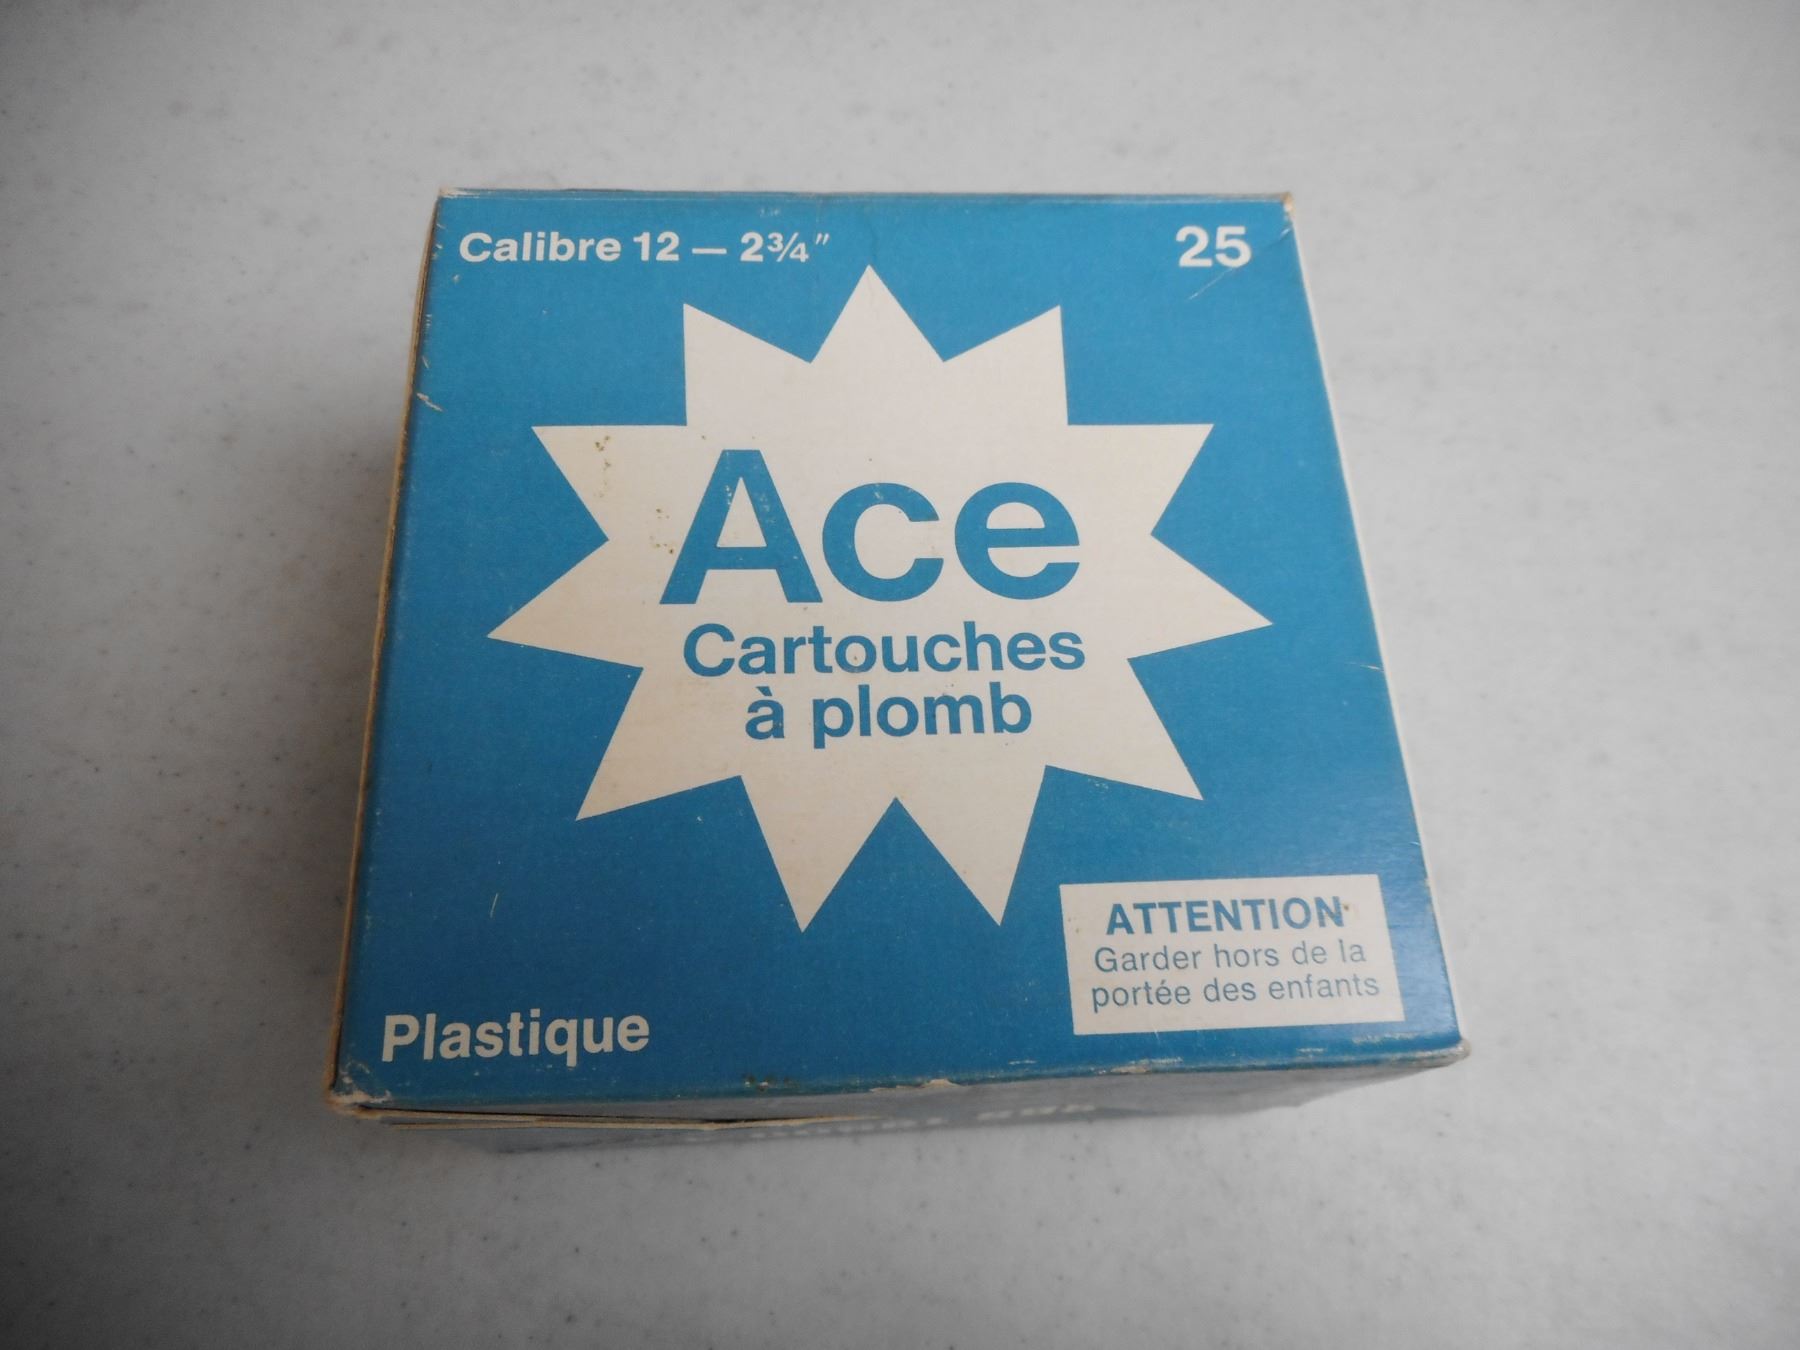 Calibre 12 — 2¾"
25
Ace
Cartouches
à plomb
ATTENTION
Garder hors de la
portée des enfants
Plastique